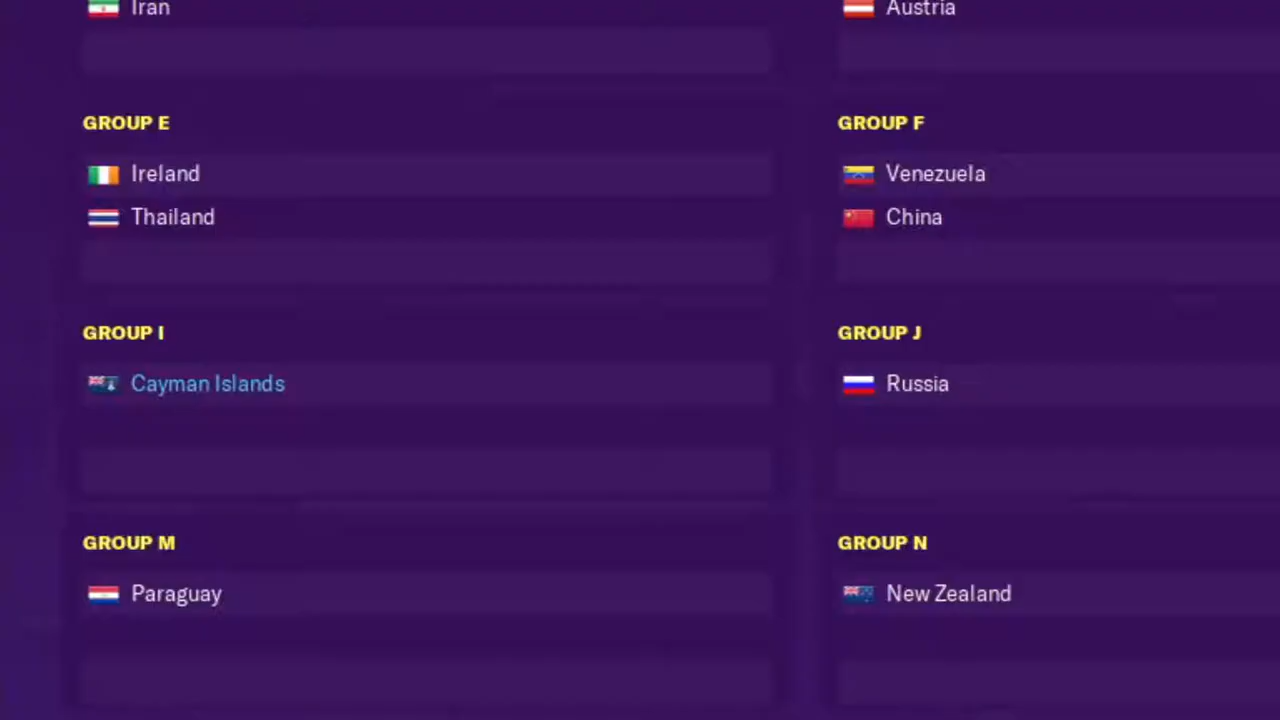 Iran
Austria
GROUP E
GROUP F
Ireland
Venezuela
Thailand
China
GROUP I
GROUP J
Cayman Islands
Russia
GROUP M
GROUP N
Paraguay
New Zealand